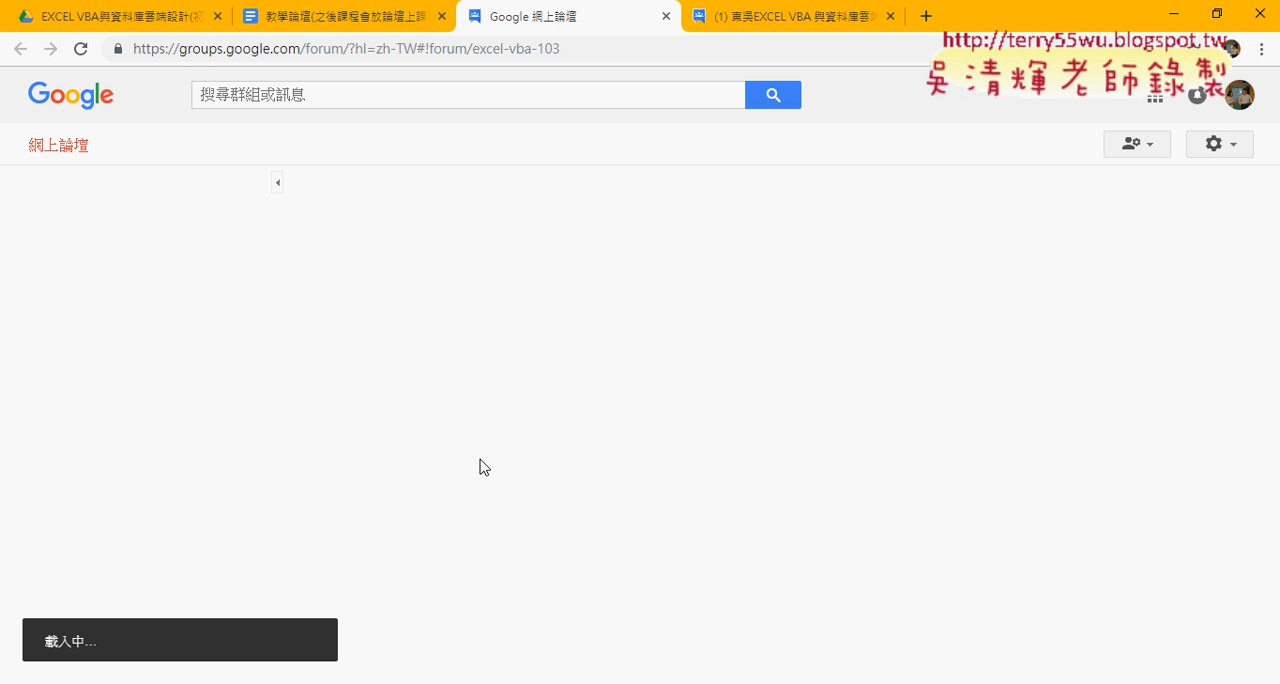 EXCEL VBA與資料庫雲端設計(初
教學論壇(之後課程會放論壇上課
Google 網上論壇
(1) 東吳EXCEL VBA 與資料庫雲端
https://groups.google.com/forum/?hl=zh-TW#!forum/excel-vba-103
http://terry55wu.blogspot.tw
吳清輝老師錄製
Google
搜尋群組或訊息
網上論壇
載入中...